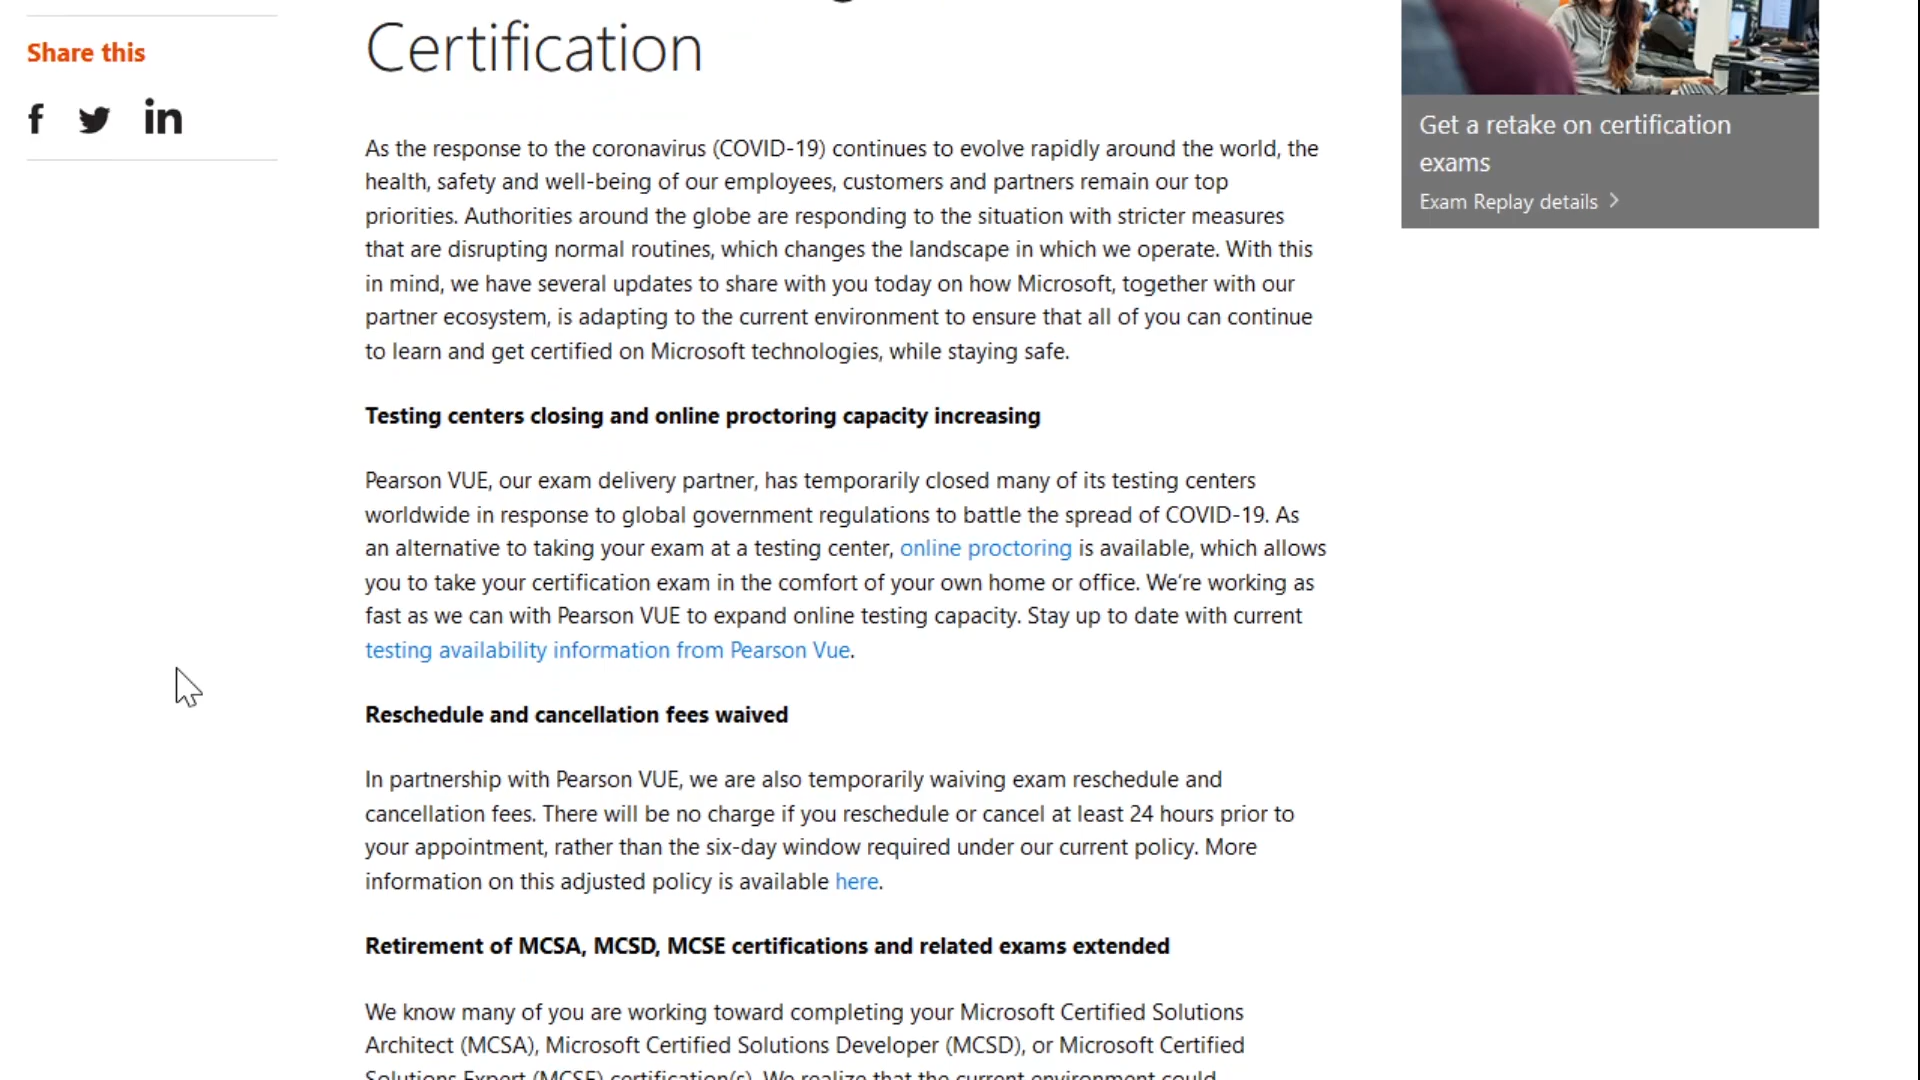 Share this
Certification
As the response to the coronavirus (COVID-19) continues to evolve rapidly around the world, the
health, safety and well-being of our employees, customers and partners remain our top
priorities. Authorities around the globe are responding to the situation with stricter measures
that are disrupting normal routines, which changes the landscape in which we operate. With this
in mind, we have several updates to share with you today on how Microsoft, together with our
partner ecosystem, is adapting to the current environment to ensure that all of you can continue
to learn and get certified on Microsoft technologies, while staying safe.
Testing centers closing and online proctoring capacity increasing
Pearson VUE, our exam delivery partner, has temporarily closed many of its testing centers
worldwide in response to global government regulations to battle the spread of COVID-19. As
an alternative to taking your exam at a testing center, online proctoring is available, which allows
you to take your certification exam in the comfort of your own home or office. We're working as
fast as we can with Pearson VUE to expand online testing capacity. Stay up to date with current
testing availability information from Pearson Vue.
Reschedule and cancellation fees waived
In partnership with Pearson VUE, we are also temporarily waiving exam reschedule and
cancellation fees. There will be no charge if you reschedule or cancel at least 24 hours prior to
your appointment, rather than the six-day window required under our current policy. More
information on this adjusted policy is available here.
Retirement of MCSA, MCSD, MCSE certifications and related exams extended
We know many of you are working toward completing your Microsoft Certified Solutions
Architect (MCSA), Microsoft Certified Solutions Developer (MCSD), or Microsoft Certified
Solutions Expert (MCSE) certification(s). We realize that the current environment could
Get a retake on certification
exams
Exam Replay details